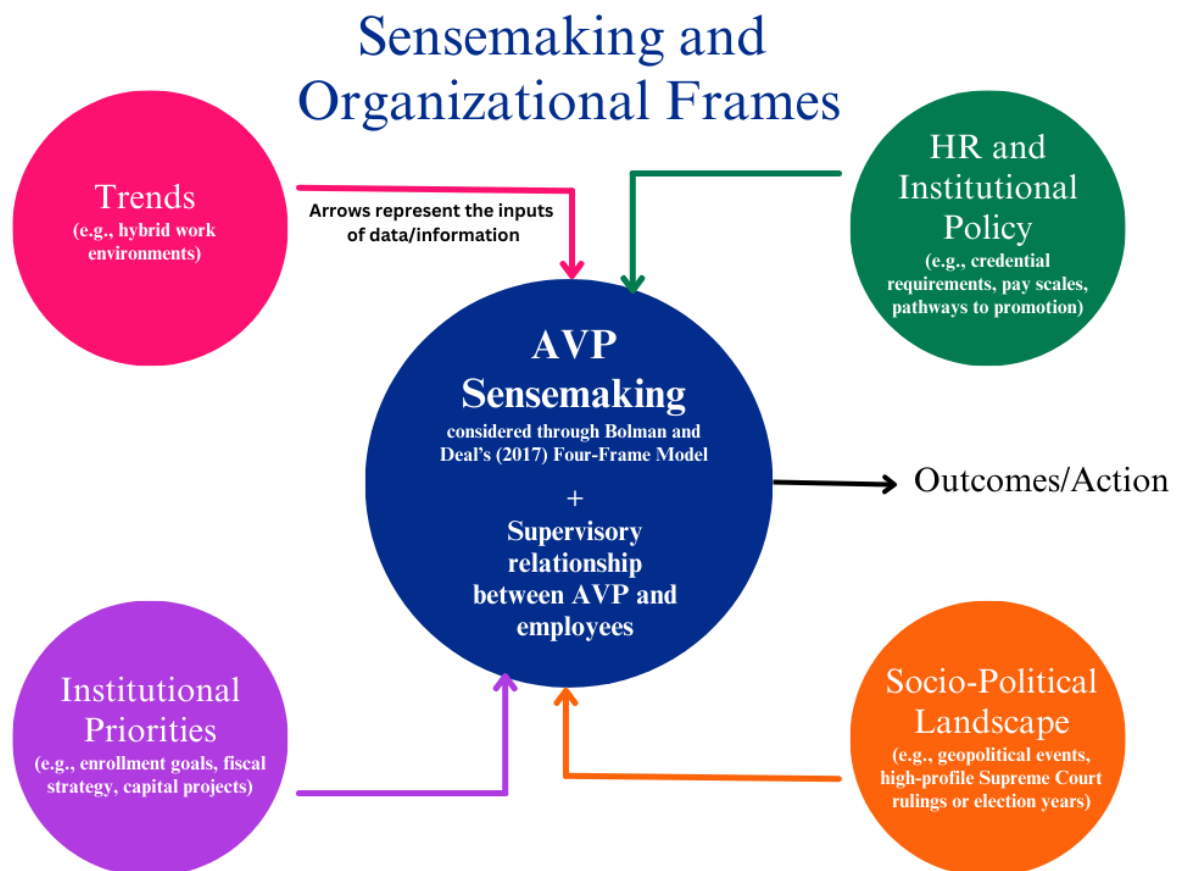 Sensemaking and
Organizational Frames
Trends
(e.g., hybrid work
environments)
Arrows represent the inputs
of data/information
HR and
Institutional
Policy
(e.g., credential
requirements, pay scales,
pathways to promotion)
AVP
Sensemaking
considered through Bolman and
Deal's (2017) Four-Frame Model
+
Supervisory
relationship
between AVP and
employees
Outcomes/Action
Institutional
Priorities
(e.g., enrollment goals, fiscal
strategy, capital projects)
Socio-Political
Landscape
(e.g., geopolitical events,
high-profile Supreme Court
rulings or election years)